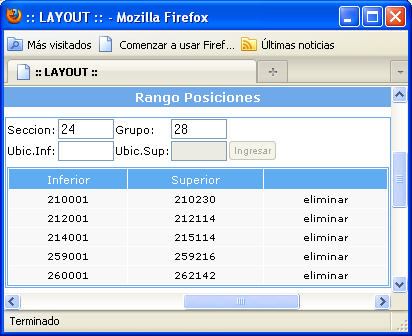 :: LAYOUT :: - Mozilla Firefox
Más visitados Comenzar a usar Firef... Últimas noticias
:: LAYOUT ::
Rango Posiciones
Seccion: 24 Grupo: 28
Ubic.Inf: Ubic.Sup: Ingresar
Inferior Superior
210001 210230 eliminar
212001 212114 eliminar
214001 215114 eliminar
259001 259216 eliminar
260001 262142 eliminar
Terminado